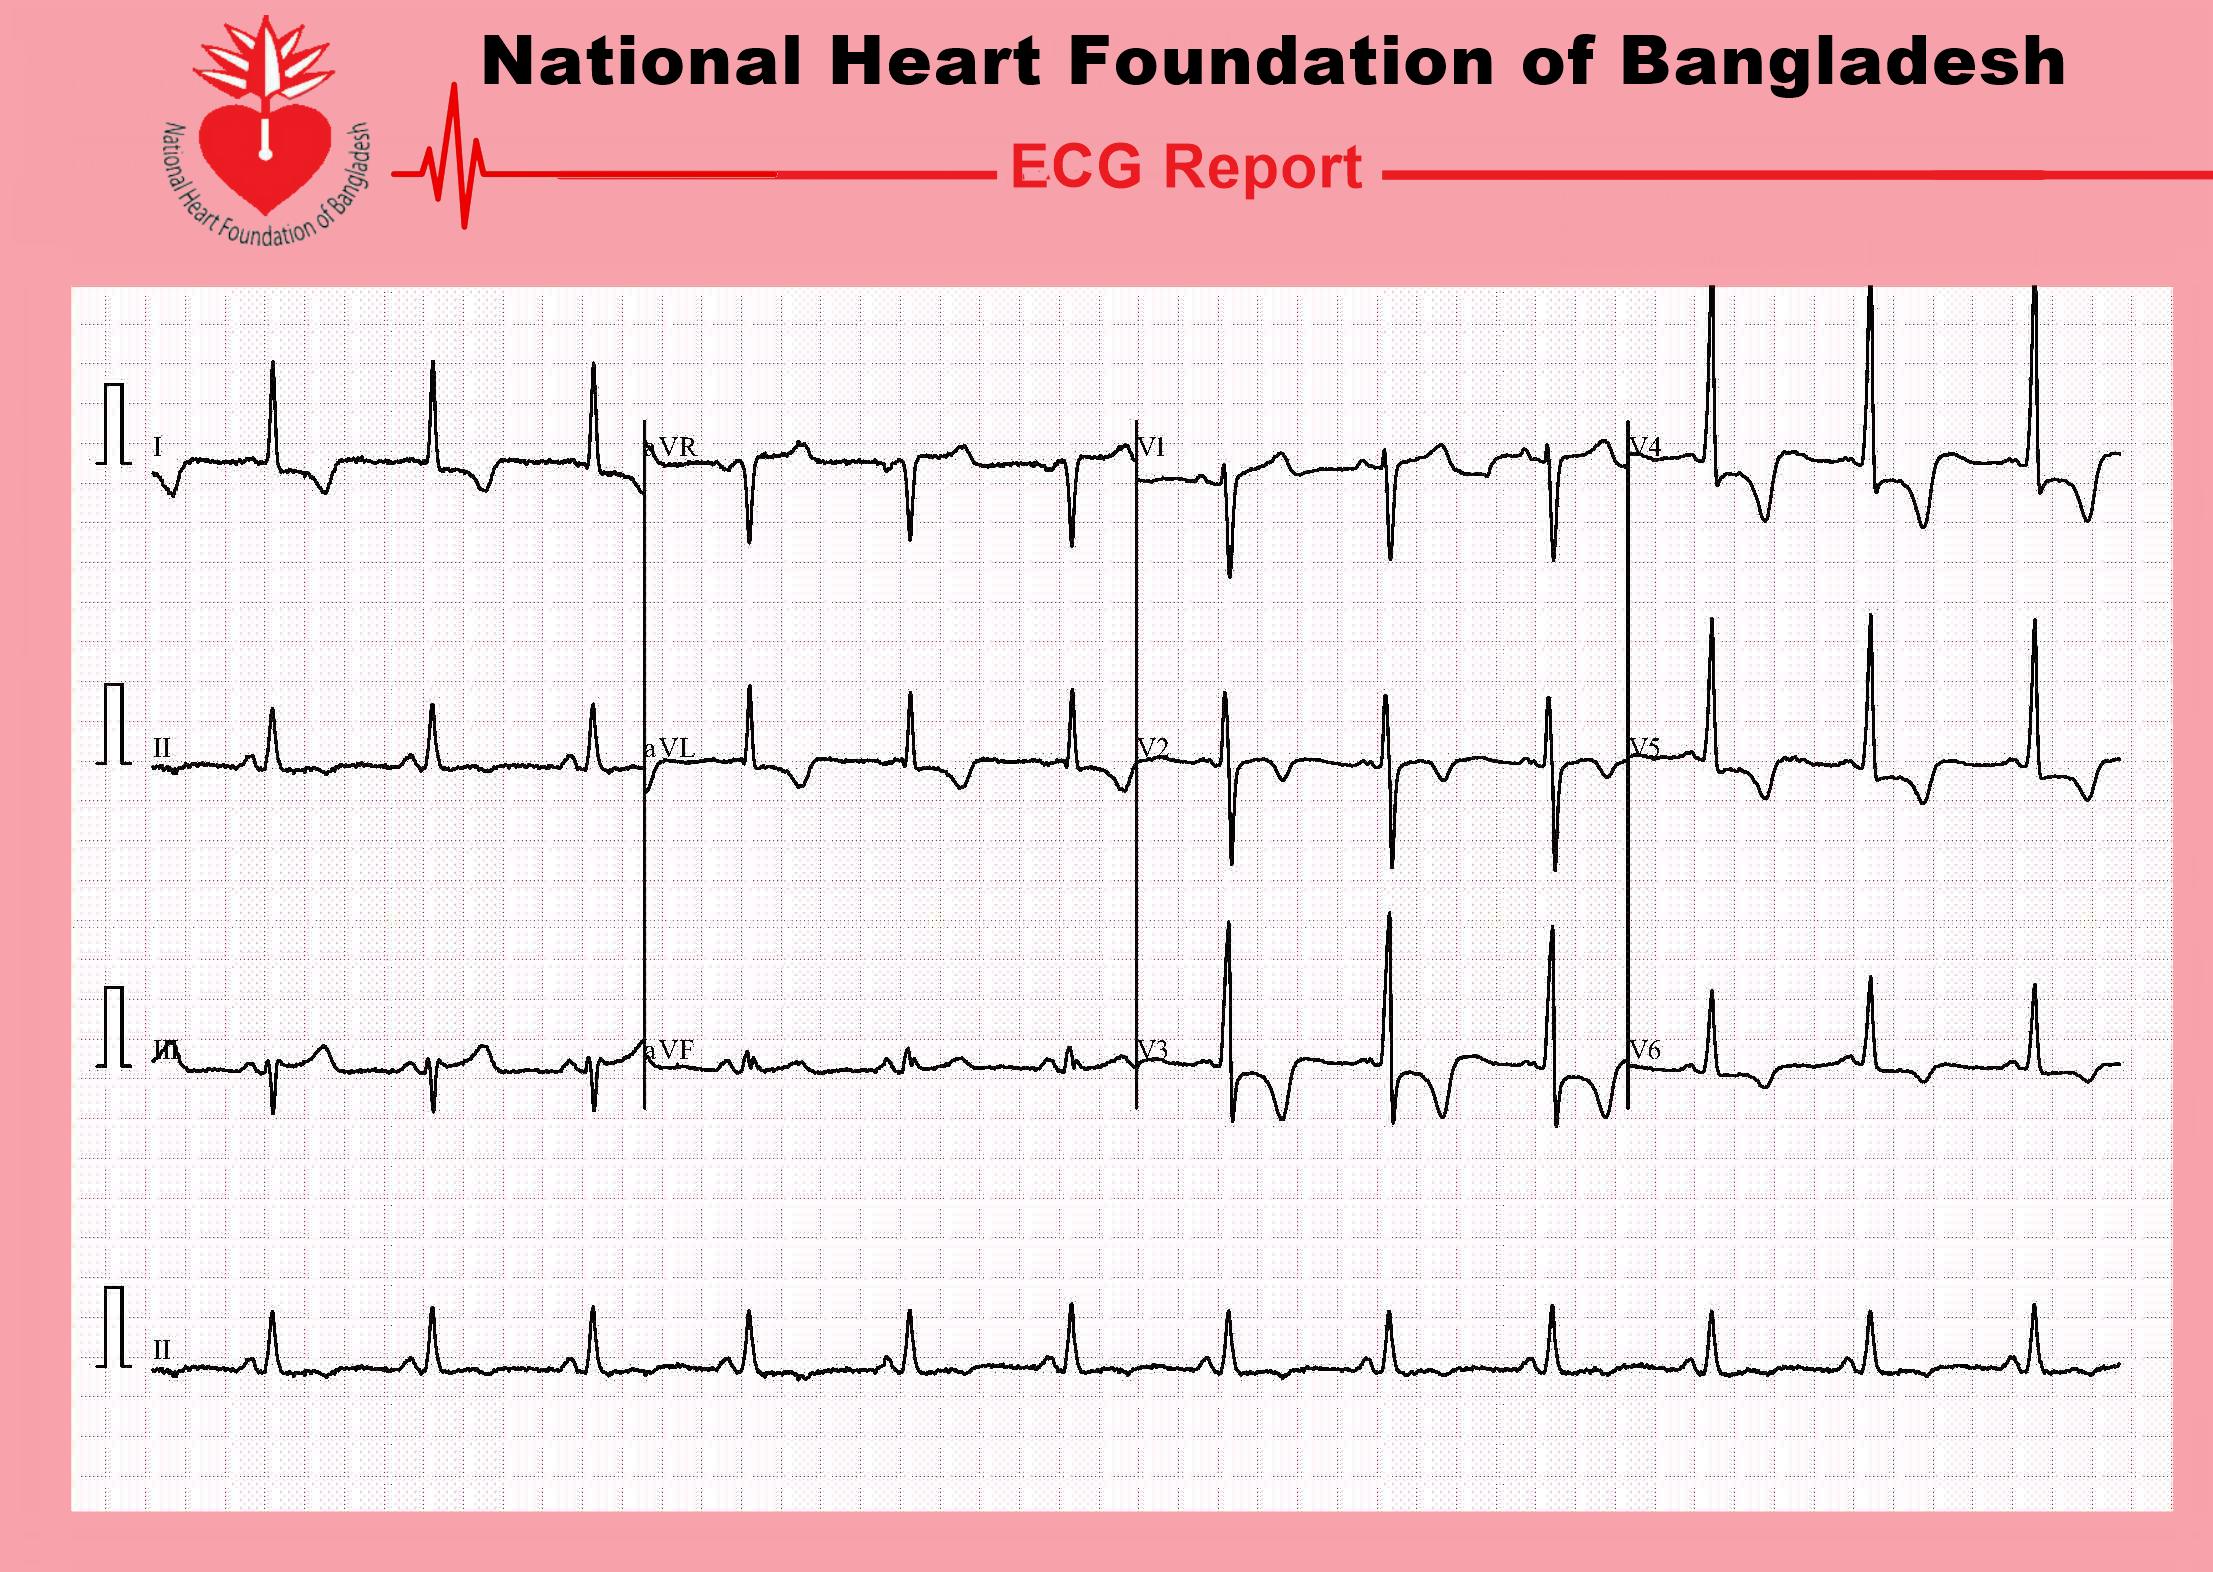 National Heart Foundation of Bangladesh
National Heart Foundation of Bangladesh
ECG Report
I
aVR
V1
V4
II
aVL
V2
V5
III
aVF
V3
V6
II